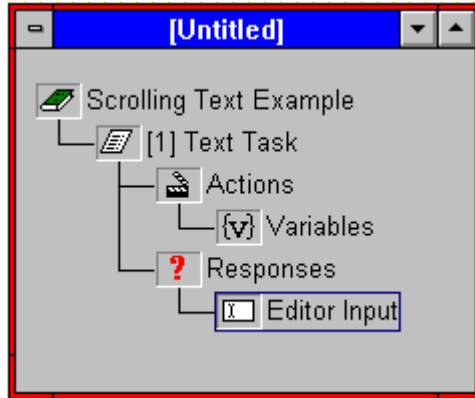 [Untitled]
Scrolling Text Example
[1] Text Task
Actions
{v} Variables
? Responses
Editor Input